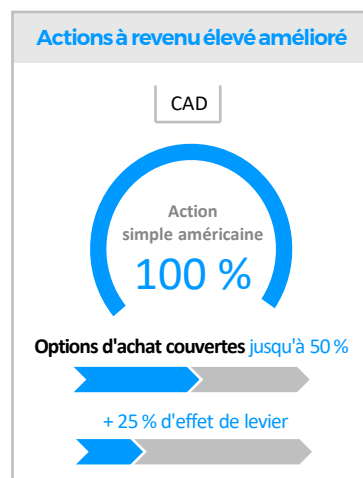 Actions à revenu élevé amélioré
CAD
Action
simple américaine
100 %
Options d'achat couvertes jusqu'à 50 %
+ 25 % d'effet de levier